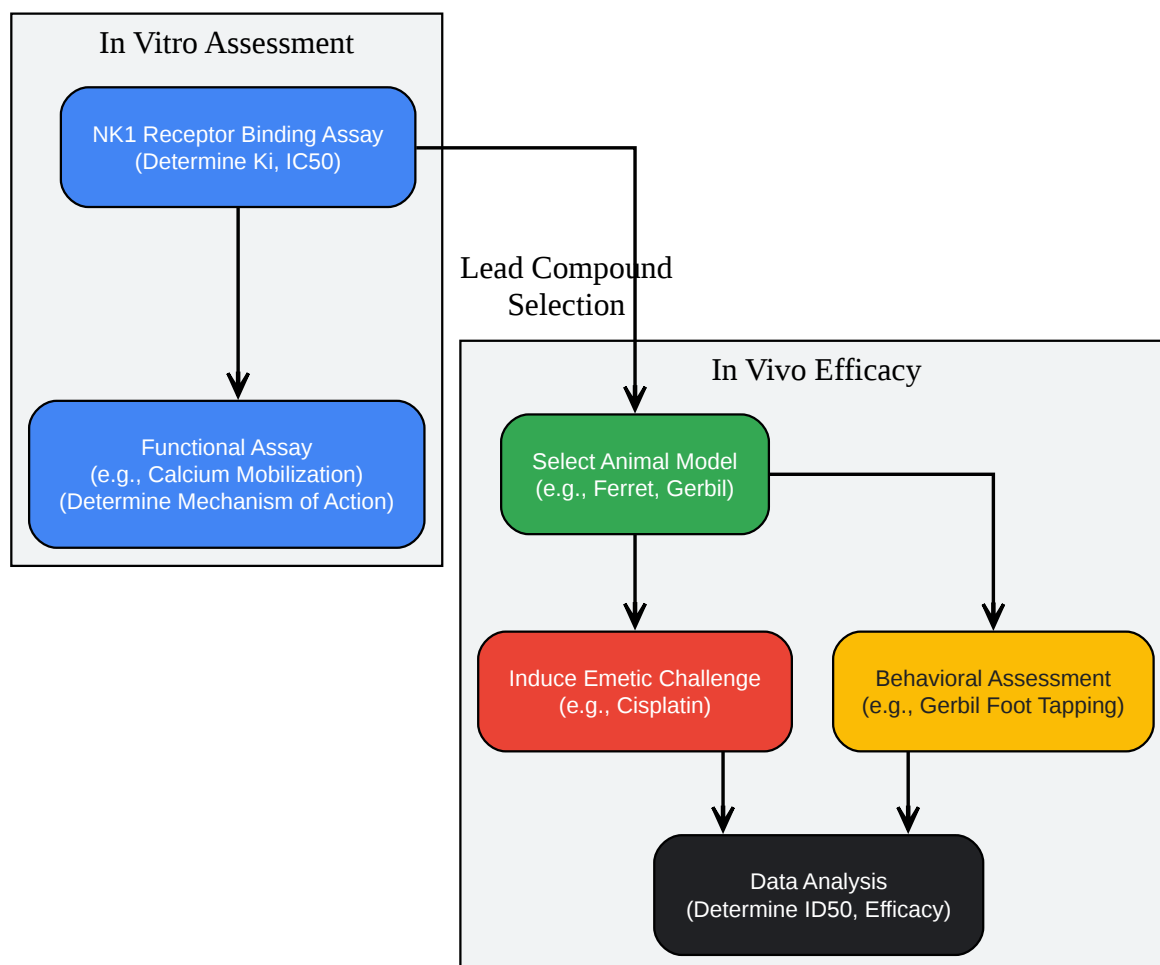 In Vitro Assessment
NK1 Receptor Binding Assay
(Determine Ki, IC50)
Functional Assay
(e.g., Calcium Mobilization)
(Determine Mechanism of Action)
Lead Compound
Selection
In Vivo Efficacy
Select Animal Model
(e.g., Ferret, Gerbil)
Induce Emetic Challenge
(e.g., Cisplatin)
Behavioral Assessment
(e.g., Gerbil Foot Tapping)
Data Analysis
(Determine ID50, Efficacy)